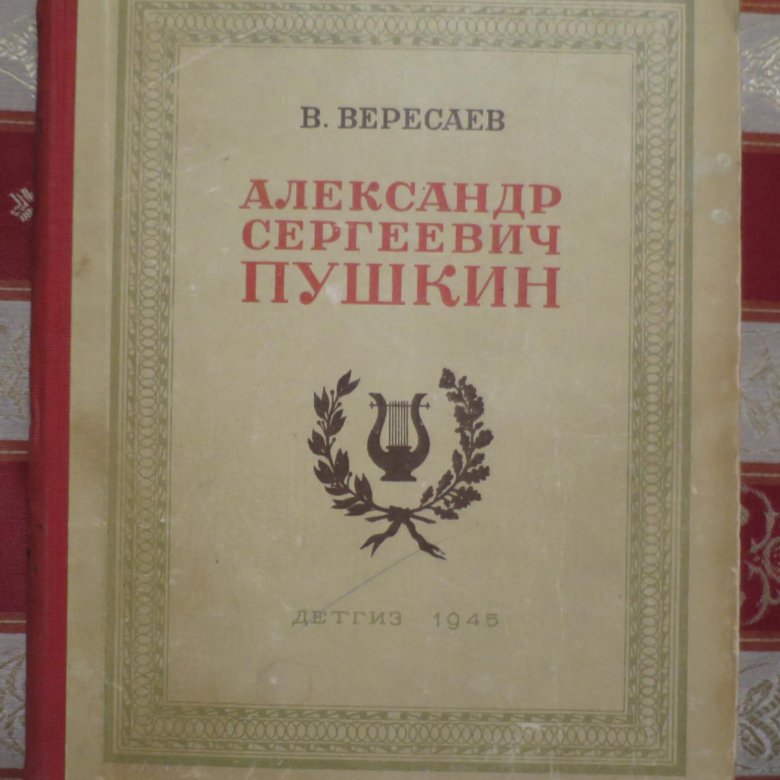 В. ВЕРЕСАЕВ
АЛЕКСАНДР
СЕРГЕЕВИЧ
ПУШКИН
ДЕТГИЗ 1945